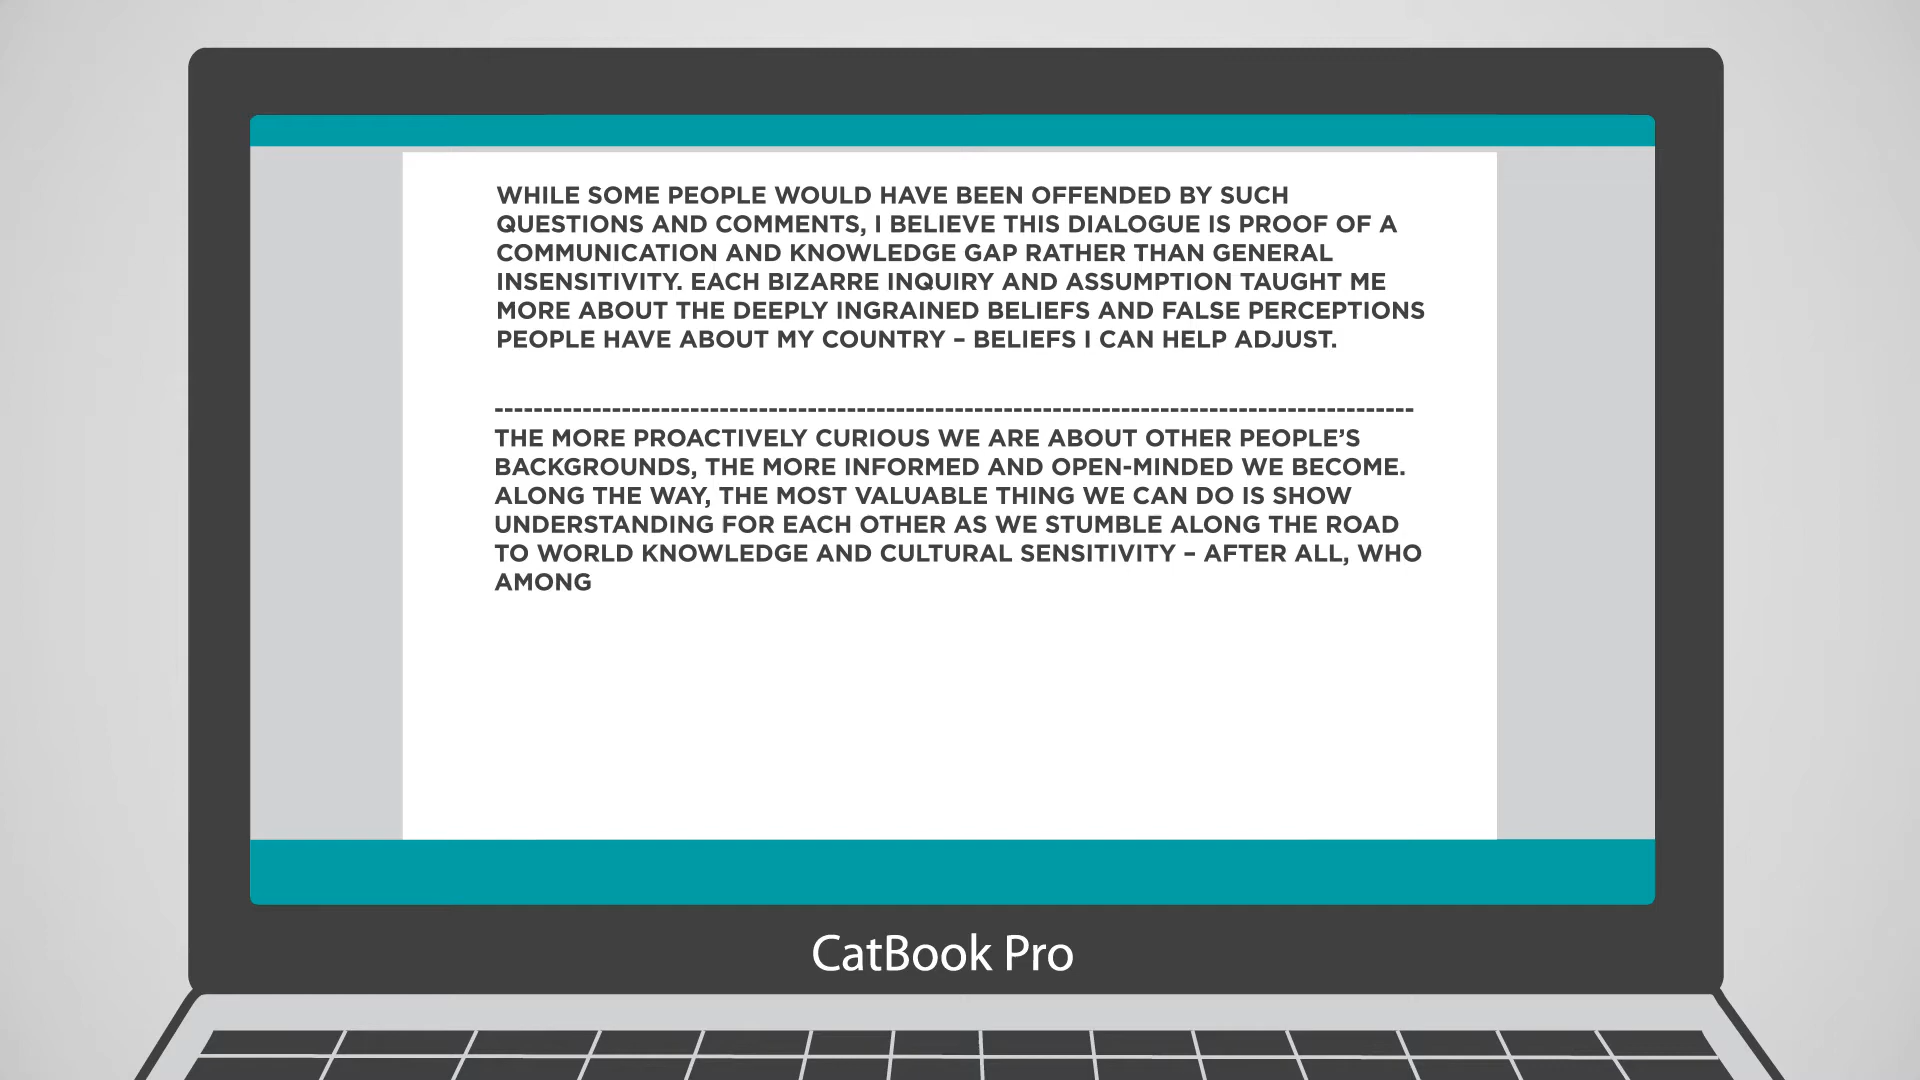 WHILE SOME PEOPLE WOULD HAVE BEEN OFFENDED BY SUCH
QUESTIONS AND COMMENTS, I BELIEVE THIS DIALOGUE IS PROOF OF A
COMMUNICATION AND KNOWLEDGE GAP RATHER THAN GENERAL
INSENSITIVITY. EACH BIZARRE INQUIRY AND ASSUMPTION TAUGHT ME
MORE ABOUT THE DEEPLY INGRAINED BELIEFS AND FALSE PERCEPTIONS
PEOPLE HAVE ABOUT MY COUNTRY – BELIEFS I CAN HELP ADJUST.
----------------------------------------------------------------------------------------------
THE MORE PROACTIVELY CURIOUS WE ARE ABOUT OTHER PEOPLE’S
BACKGROUNDS, THE MORE INFORMED AND OPEN-MINDED WE BECOME.
ALONG THE WAY, THE MOST VALUABLE THING WE CAN DO IS SHOW
UNDERSTANDING FOR EACH OTHER AS WE STUMBLE ALONG THE ROAD
TO WORLD KNOWLEDGE AND CULTURAL SENSITIVITY – AFTER ALL, WHO
AMONG
CatBook Pro